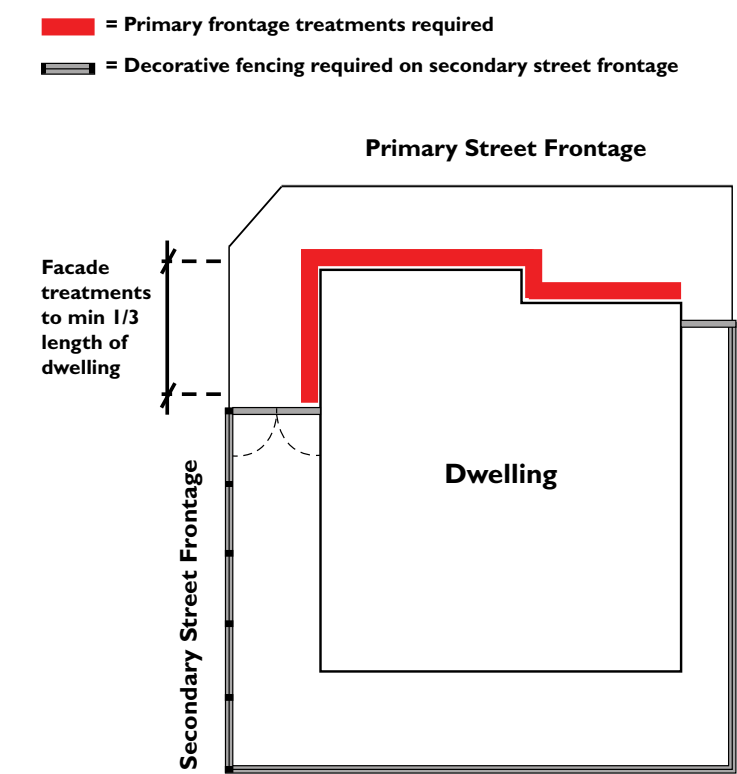 = Primary frontage treatments required
= Decorative fencing required on secondary street frontage
Primary Street Frontage
Facade
treatments
to min 1/3
length of
dwelling
Dwelling
Secondary Street Frontage